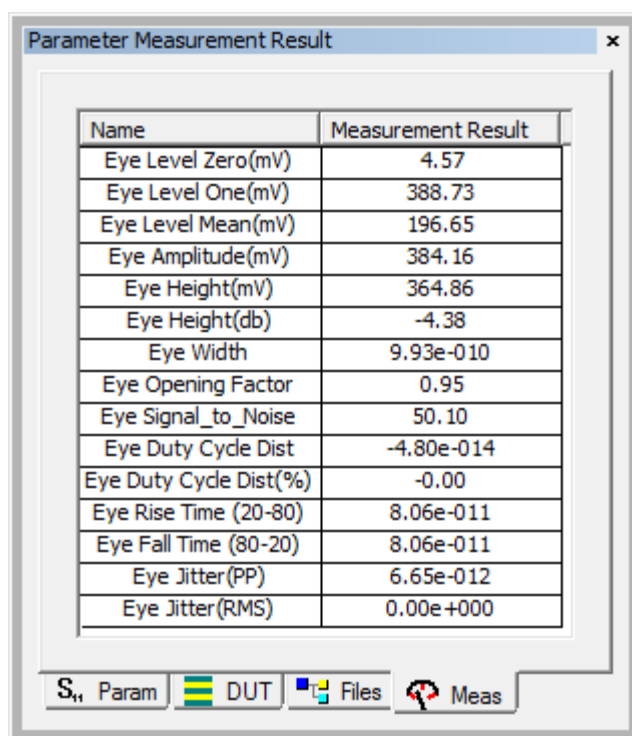 Parameter Measurement Result
Name Measurement Result
Eye Level Zero(mV) 4.57
Eye Level One(mV) 388.73
Eye Level Mean(mV) 196.65
Eye Amplitude(mV) 384.16
Eye Height(mV) 364.86
Eye Height(db) -4.38
Eye Width 9.93e-010
Eye Opening Factor 0.95
Eye Signal_to_Noise 50.10
Eye Duty Cycle Dist -4.80e-014
Eye Duty Cycle Dist(%) -0.00
Eye Rise Time (20-80) 8.06e-011
Eye Fall Time (80-20) 8.06e-011
Eye Jitter(PP) 6.65e-012
Eye Jitter(RMS) 0.00e+000
S11 Param DUT Files Meas